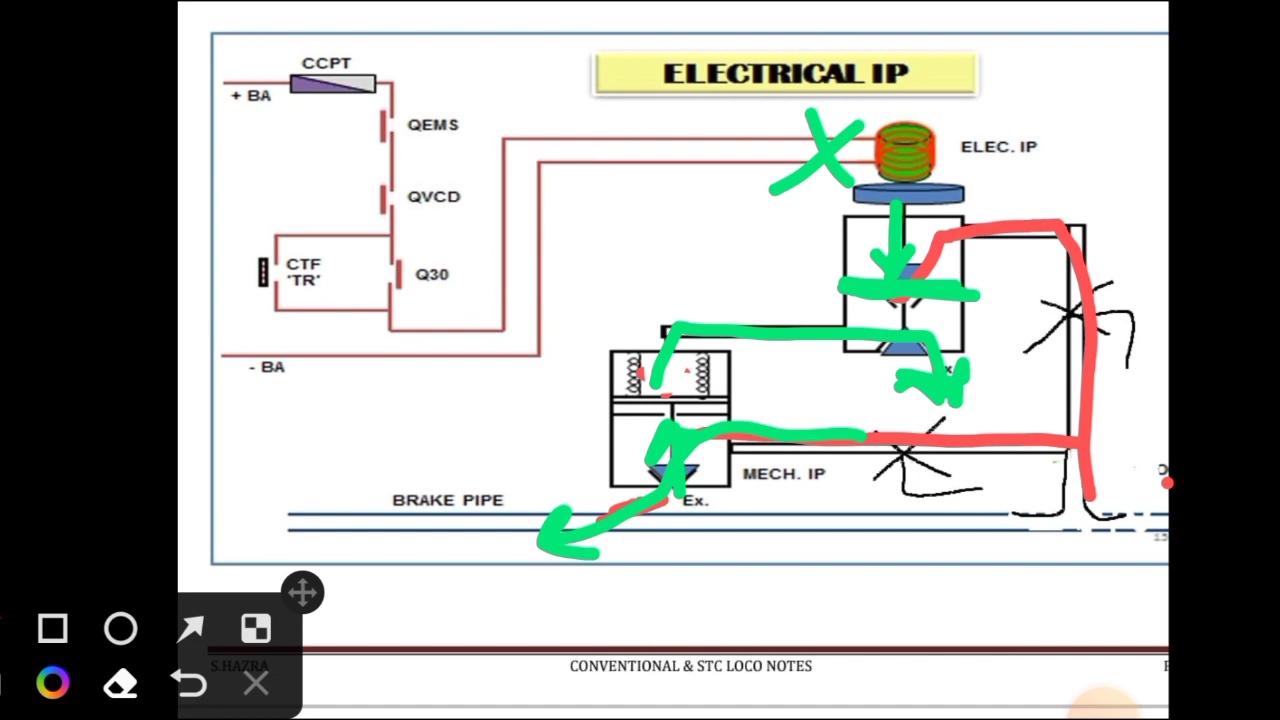 ELECTRICAL IP
CCPT
+ BA
QEMS
ELEC. IP
QVCD
CTF
'TR'
Q30
- BA
MECH. IP
BRAKE PIPE
Ex.
S.HAZRA
CONVENTIONAL & STC LOCO NOTES